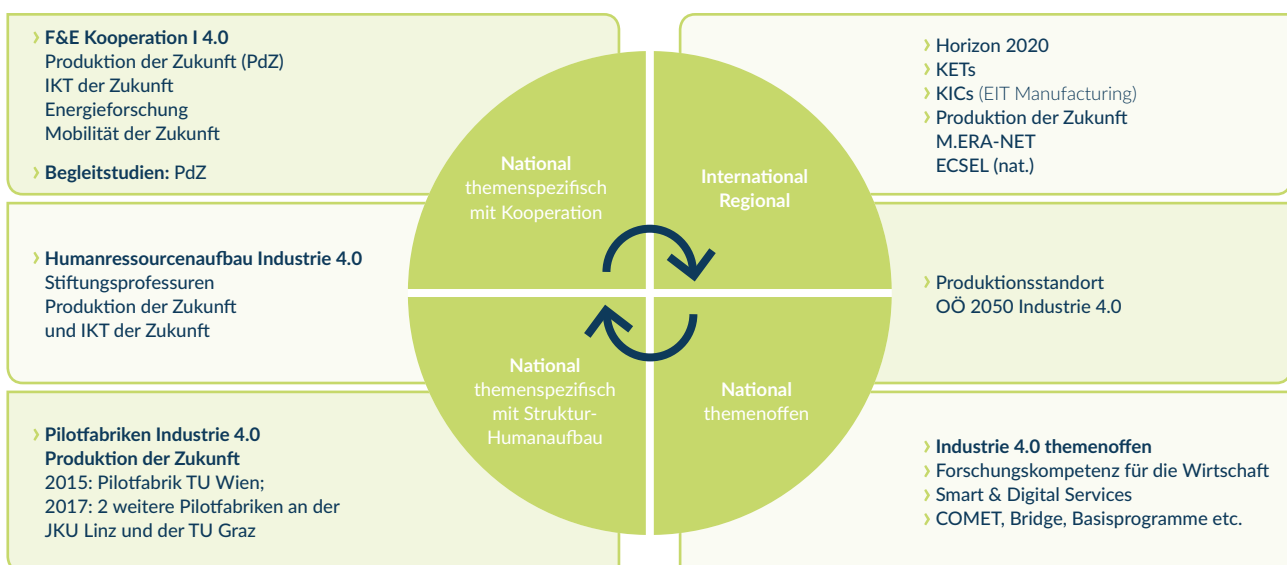 › F&E Kooperation I 4.0
Produktion der Zukunft (PdZ)
IKT der Zukunft
Energieforschung
Mobilität der Zukunft
› Begleitstudien: PdZ
› Humanressourcenaufbau Industrie 4.0
Stiftungsprofessuren
Produktion der Zukunft
und IKT der Zukunft
› Pilotfabriken Industrie 4.0
Produktion der Zukunft
2015: Pilotfabrik TU Wien;
2017: 2 weitere Pilotfabriken an der
JKU Linz und der TU Graz
National
themenspezifisch
mit Kooperation
International
Regional
National
themenspezifisch
mit Struktur-
Humanaufbau
National
themenoffen
› Horizon 2020
› KETs
› KICs (EIT Manufacturing)
› Produktion der Zukunft
M.ERA-NET
ECSEL (nat.)
› Produktionsstandort
OÖ 2050 Industrie 4.0
› Industrie 4.0 themenoffen
› Forschungskompetenz für die Wirtschaft
› Smart & Digital Services
› COMET, Bridge, Basisprogramme etc.